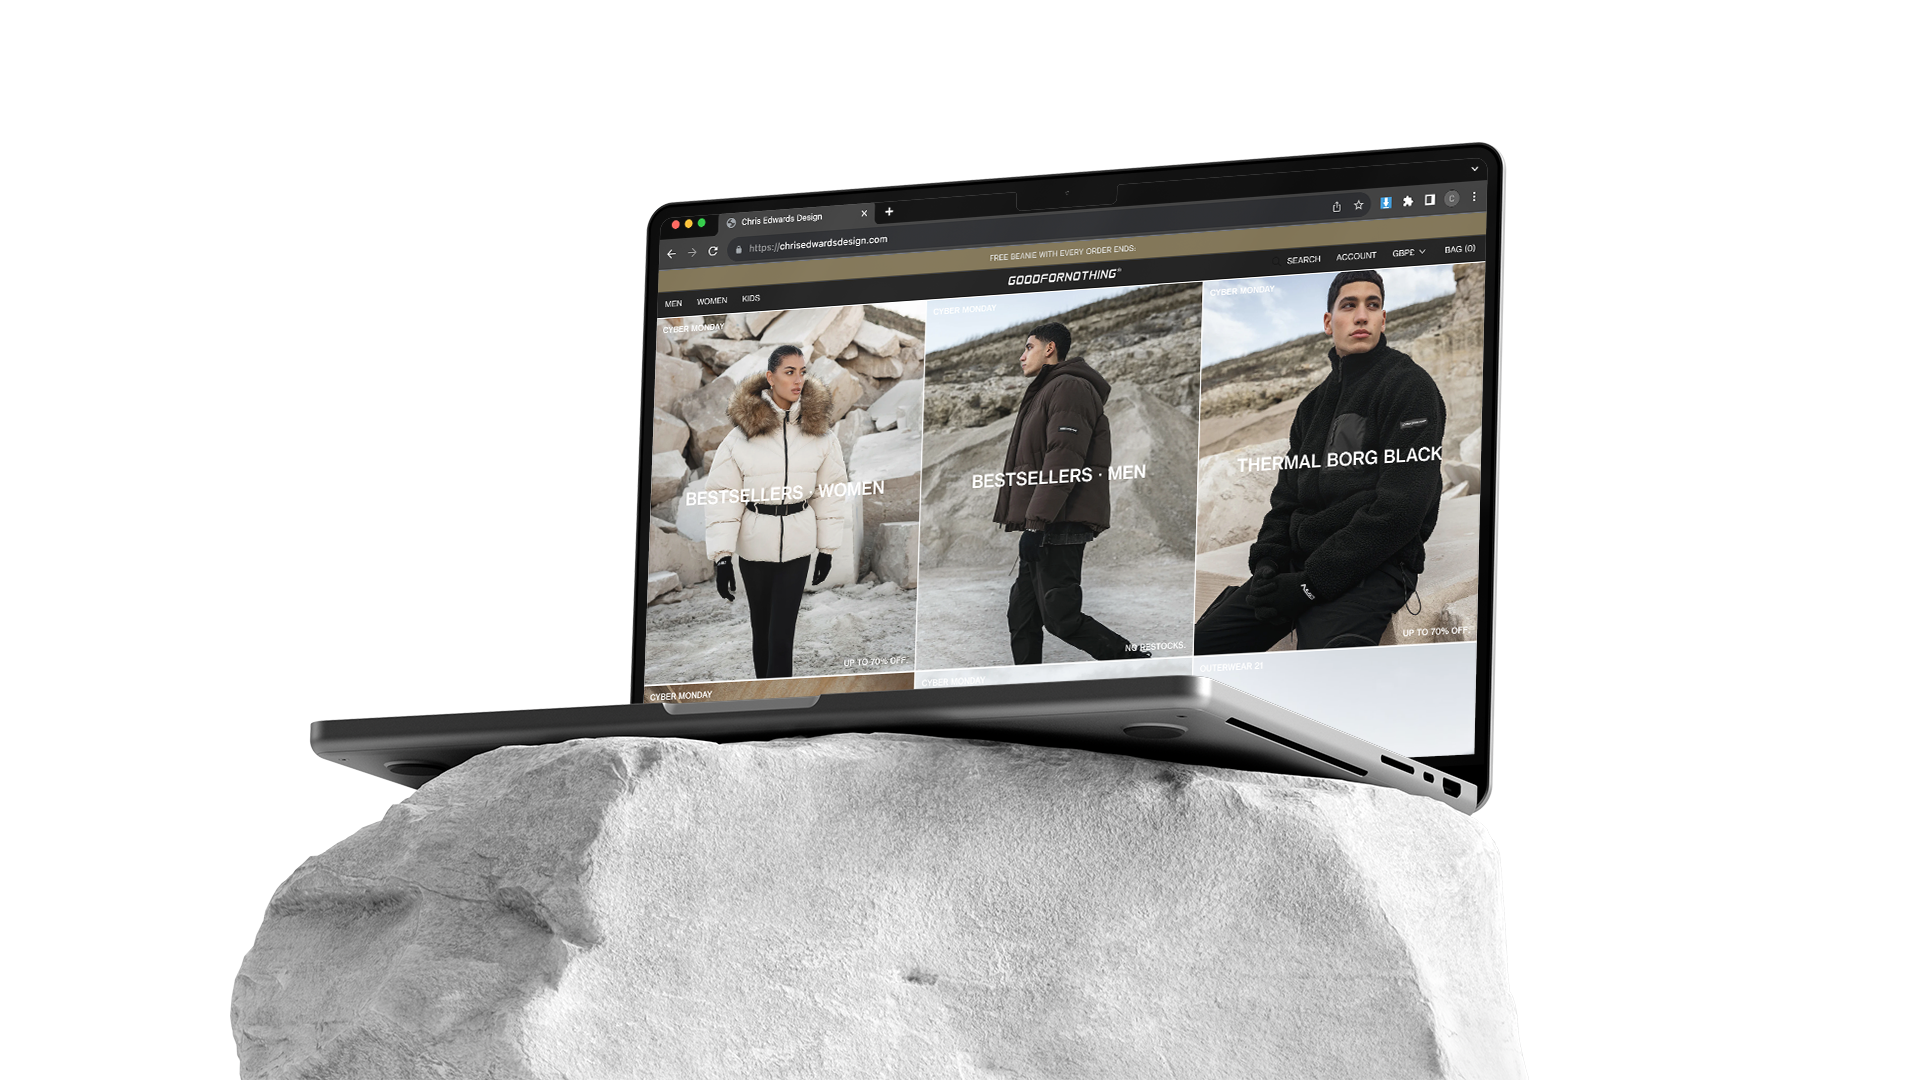 Chris Edwards Design
https://chrisedwardsdesign.com
FREE BEANIE WITH EVERY ORDER ENDS:
MEN WOMEN KIDS
GOODFORNOTHING®
SEARCH ACCOUNT GBP£ BAG (0)
CYBER MONDAY
BESTSELLERS · WOMEN
UP TO 70% OFF.
CYBER MONDAY
BESTSELLERS · MEN
NO RESTOCKS.
CYBER MONDAY
THERMAL BORG BLACK
UP TO 70% OFF.
CYBER MONDAY
CYBER MONDAY
OUTERWEAR 21